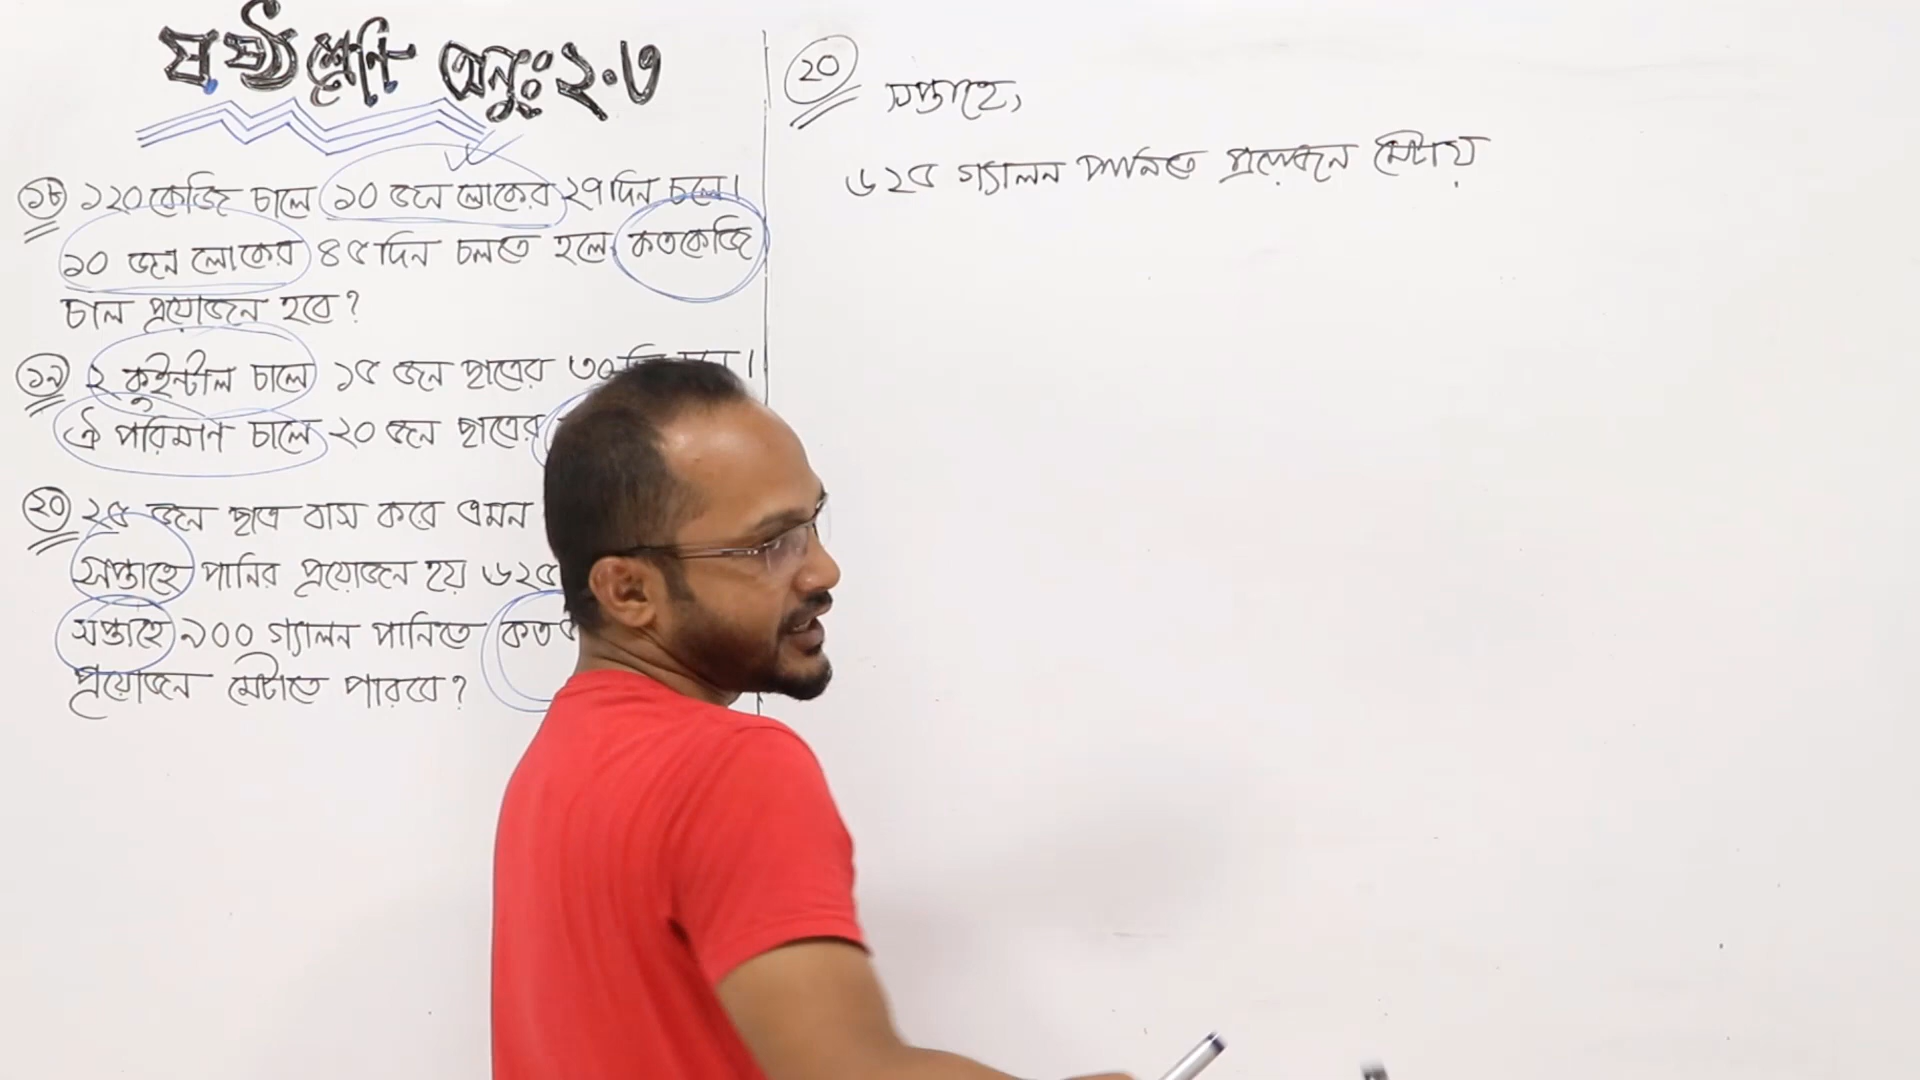 ষষ্ঠ শ্রেণি অনুঃ ২.৩
১৮ ১২০ কেজি চালে ১০ জন লোকের ২৭ দিন চলে।
১০ জন লোকের ৪৫ দিন চলতে হলে, কতকেজি
চাল প্রয়োজন হবে?
১৯ ২ কুইন্টাল চালে ১৫ জন ছাত্রের ৩০
ঐ পরিমাণ চালে ২০ জন ছাত্রের
২০ ২৫ জন ছাত্র বাস করে এমন
সপ্তাহে পানির প্রয়োজন হয় ৬২৫
সপ্তাহে ৯০০ গ্যালন পানিতে কত
প্রয়োজন মেটাতে পারবে?
২০ সপ্তাহে,
৬২৫ গ্যালন পানিতে প্রয়োজন মেটায়